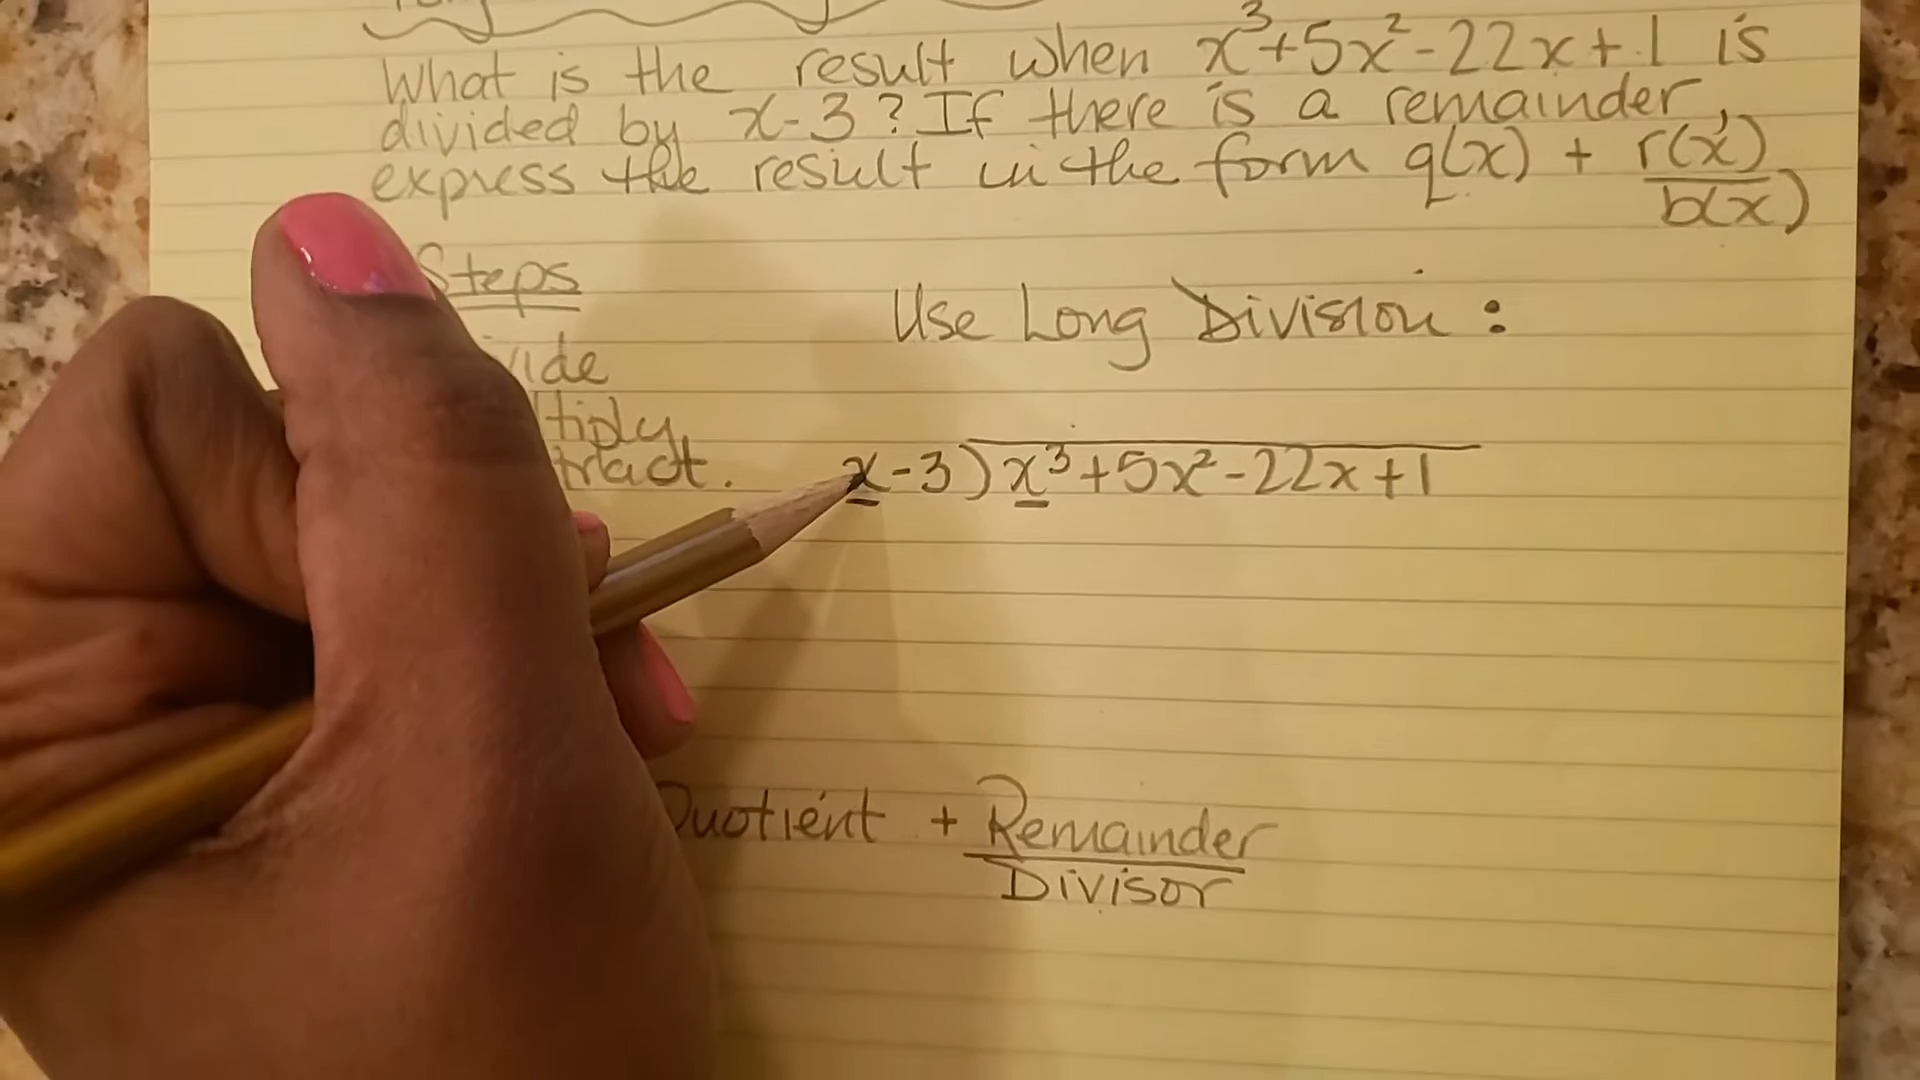 What is the result when x³+5x²-22x+1 is
divided by x-3? If there is a remainder,
express the result in the form q(x) + r(x)/b(x)
Steps
Use Long Division:
x-3)x³+5x²-22x+1
Quotient + Remainder/Divisor